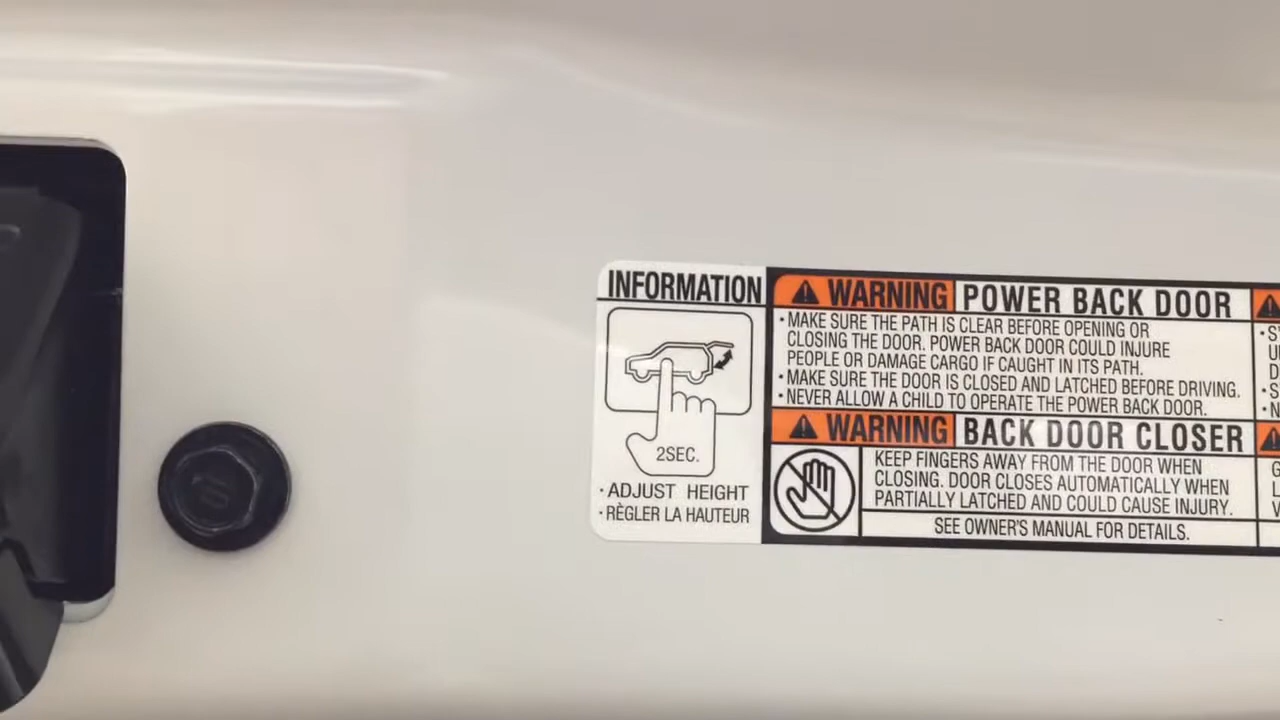 INFORMATION
2SEC.
·ADJUST HEIGHT
·RÈGLER LA HAUTEUR
WARNING POWER BACK DOOR
·MAKE SURE THE PATH IS CLEAR BEFORE OPENING OR
CLOSING THE DOOR. POWER BACK DOOR COULD INJURE
PEOPLE OR DAMAGE CARGO IF CAUGHT IN ITS PATH.
·MAKE SURE THE DOOR IS CLOSED AND LATCHED BEFORE DRIVING.
·NEVER ALLOW A CHILD TO OPERATE THE POWER BACK DOOR.
WARNING BACK DOOR CLOSER
KEEP FINGERS AWAY FROM THE DOOR WHEN
CLOSING. DOOR CLOSES AUTOMATICALLY WHEN
PARTIALLY LATCHED AND COULD CAUSE INJURY.
SEE OWNER'S MANUAL FOR DETAILS.